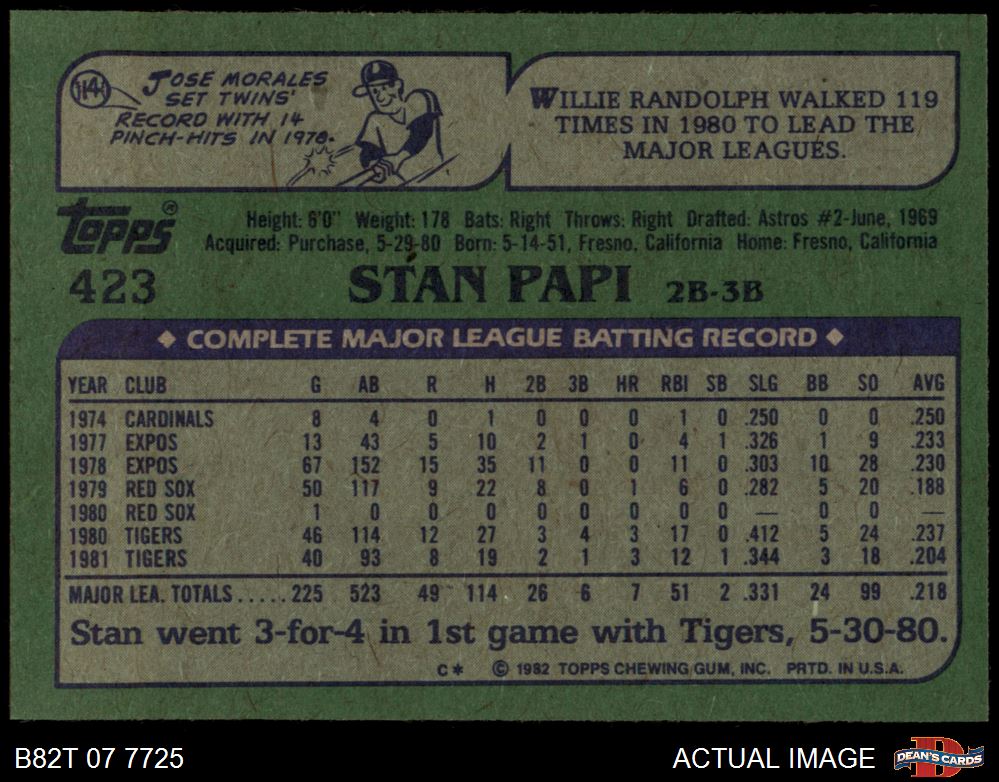 114
JOSE MORALES
SET TWINS'
RECORD WITH 14
PINCH-HITS IN 1978.
WILLIE RANDOLPH WALKED 119
TIMES IN 1980 TO LEAD THE
MAJOR LEAGUES.
topps®
Height: 6'0" Weight: 178 Bats: Right Throws: Right Drafted: Astros #2-June, 1969
Acquired: Purchase, 5-29-80 Born: 5-14-51, Fresno, California Home: Fresno, California
423 STAN PAPI 2B-3B
◆ COMPLETE MAJOR LEAGUE BATTING RECORD ◆
YEAR CLUB G AB R H 2B 3B HR RBI SB SLG BB SO AVG
1974 CARDINALS 8 4 0 1 0 0 0 1 0 .250 0 0 .250
1977 EXPOS 13 43 5 10 2 1 0 4 1 .326 1 9 .233
1978 EXPOS 67 152 15 35 11 0 0 11 0 .303 10 28 .230
1979 RED SOX 50 117 9 22 8 0 1 6 0 .282 5 20 .188
1980 RED SOX 1 0 0 0 0 0 0 0 0 — 0 0 —
1980 TIGERS 46 114 12 27 3 4 3 17 0 .412 5 24 .237
1981 TIGERS 40 93 8 19 2 1 3 12 1 .344 3 18 .204
MAJOR LEA. TOTALS.....225 523 49 114 26 6 7 51 2 .331 24 99 .218
Stan went 3-for-4 in 1st game with Tigers, 5-30-80.
C* © 1982 TOPPS CHEWING GUM, INC. PRTD. IN U.S.A.
B82T 07 7725 ACTUAL IMAGE
D
DEAN'S CARDS